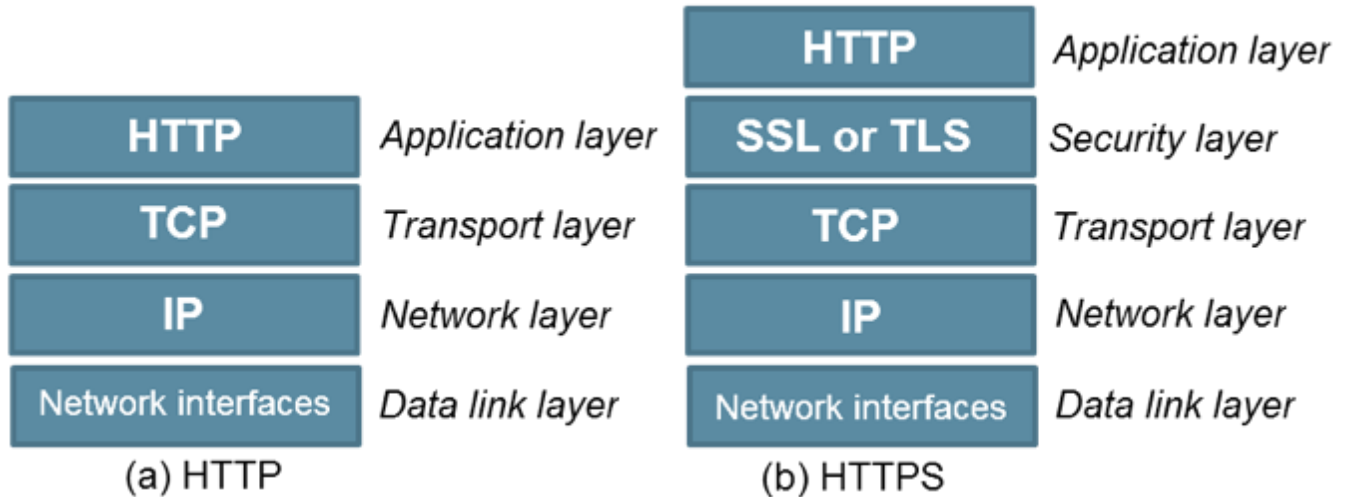 HTTP
Application layer
TCP
Transport layer
IP
Network layer
Network interfaces
Data link layer
(a) HTTP
HTTP
Application layer
SSL or TLS
Security layer
TCP
Transport layer
IP
Network layer
Network interfaces
Data link layer
(b) HTTPS